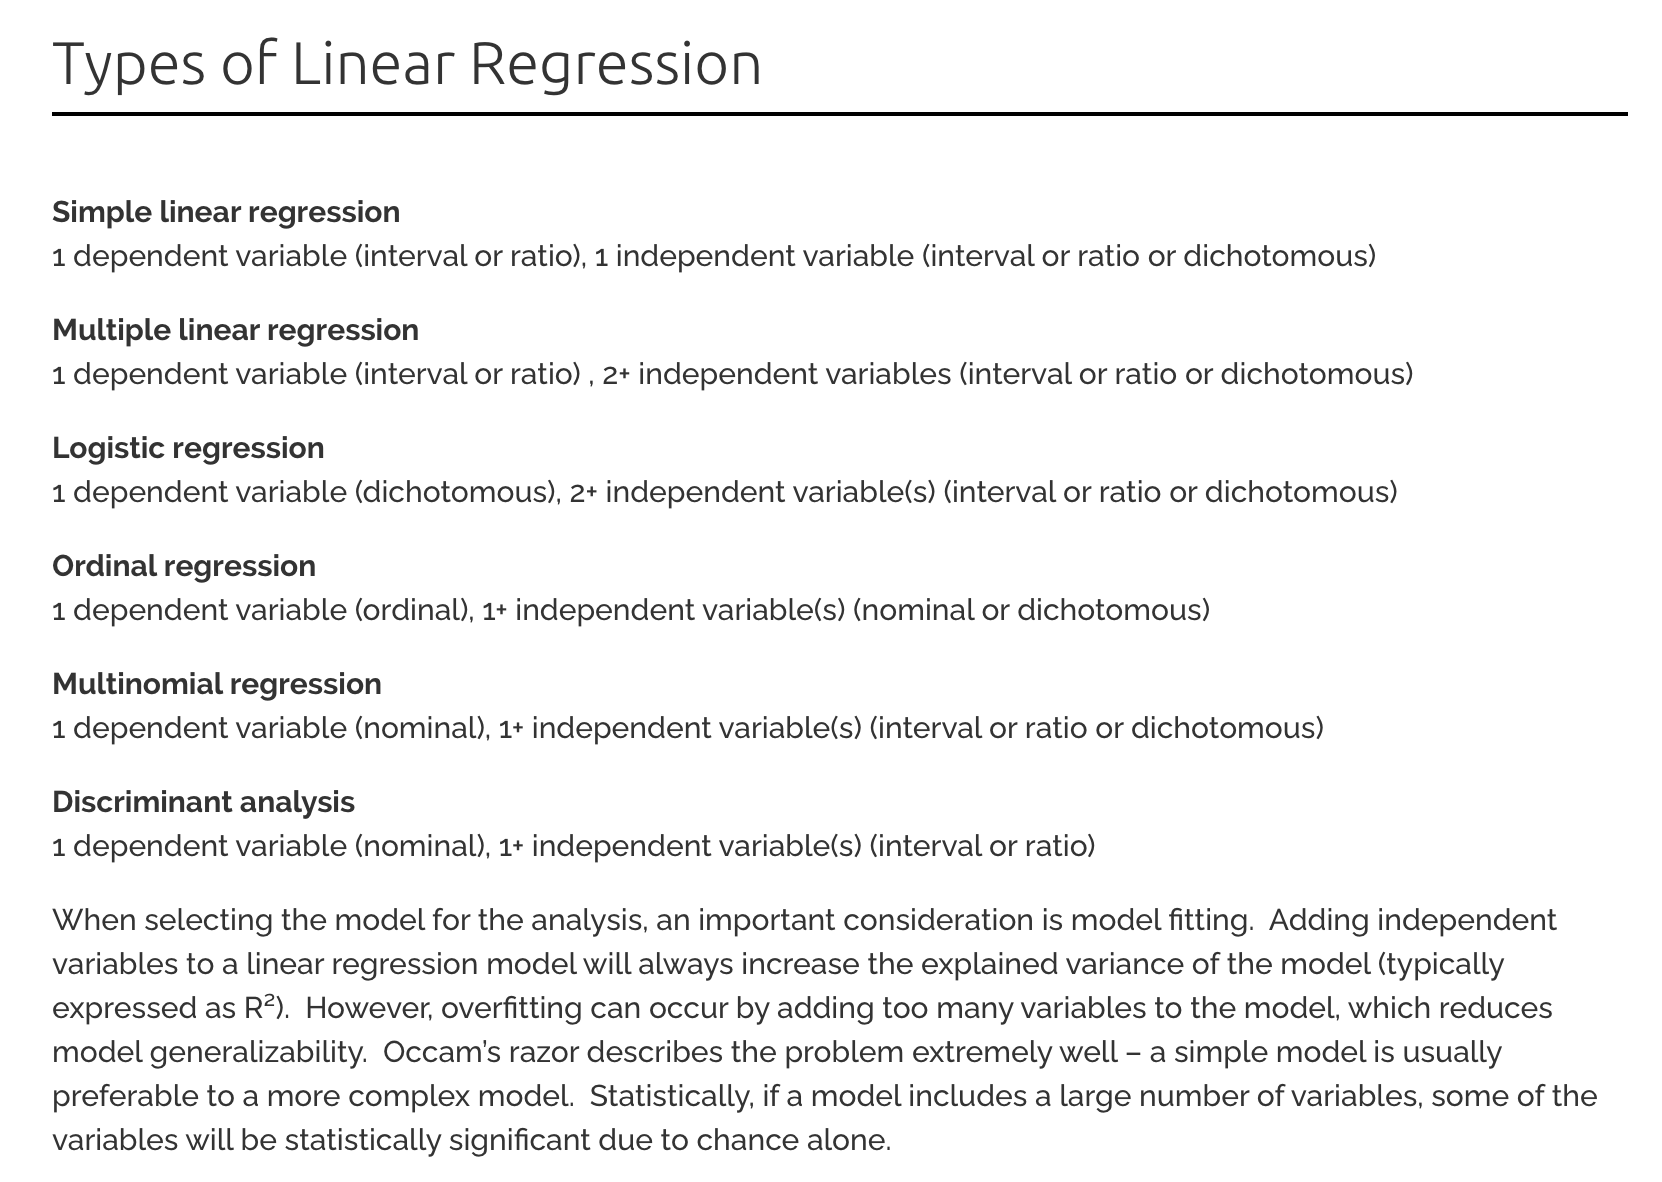 Types of Linear Regression
Simple linear regression
1 dependent variable (interval or ratio), 1 independent variable (interval or ratio or dichotomous)
Multiple linear regression
1 dependent variable (interval or ratio) , 2+ independent variables (interval or ratio or dichotomous)
Logistic regression
1 dependent variable (dichotomous), 2+ independent variable(s) (interval or ratio or dichotomous)
Ordinal regression
1 dependent variable (ordinal), 1+ independent variable(s) (nominal or dichotomous)
Multinomial regression
1 dependent variable (nominal), 1+ independent variable(s) (interval or ratio or dichotomous)
Discriminant analysis
1 dependent variable (nominal), 1+ independent variable(s) (interval or ratio)
When selecting the model for the analysis, an important consideration is model fitting.  Adding independent
variables to a linear regression model will always increase the explained variance of the model (typically
expressed as R²).  However, overfitting can occur by adding too many variables to the model, which reduces
model generalizability.  Occam’s razor describes the problem extremely well – a simple model is usually
preferable to a more complex model.  Statistically, if a model includes a large number of variables, some of the
variables will be statistically significant due to chance alone.